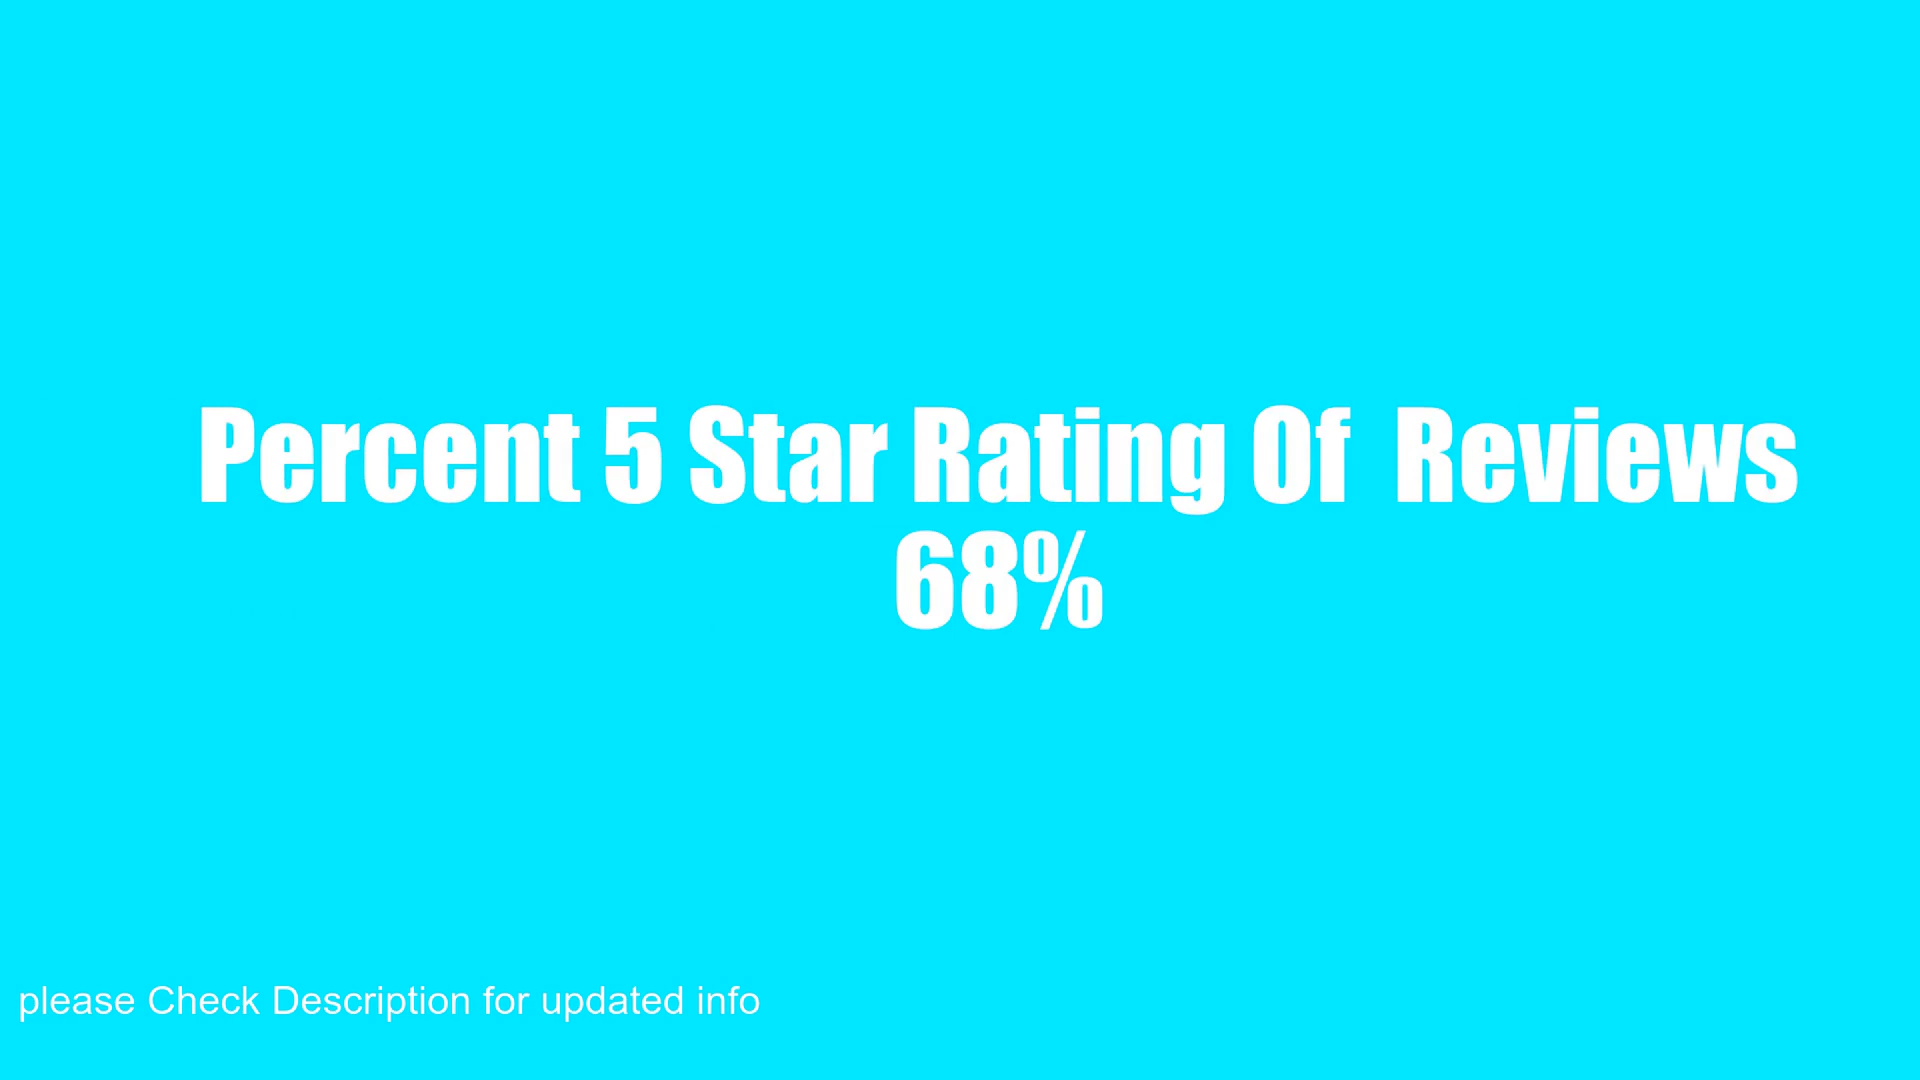 Percent 5 Star Rating Of  Reviews
68%
please Check Description for updated info